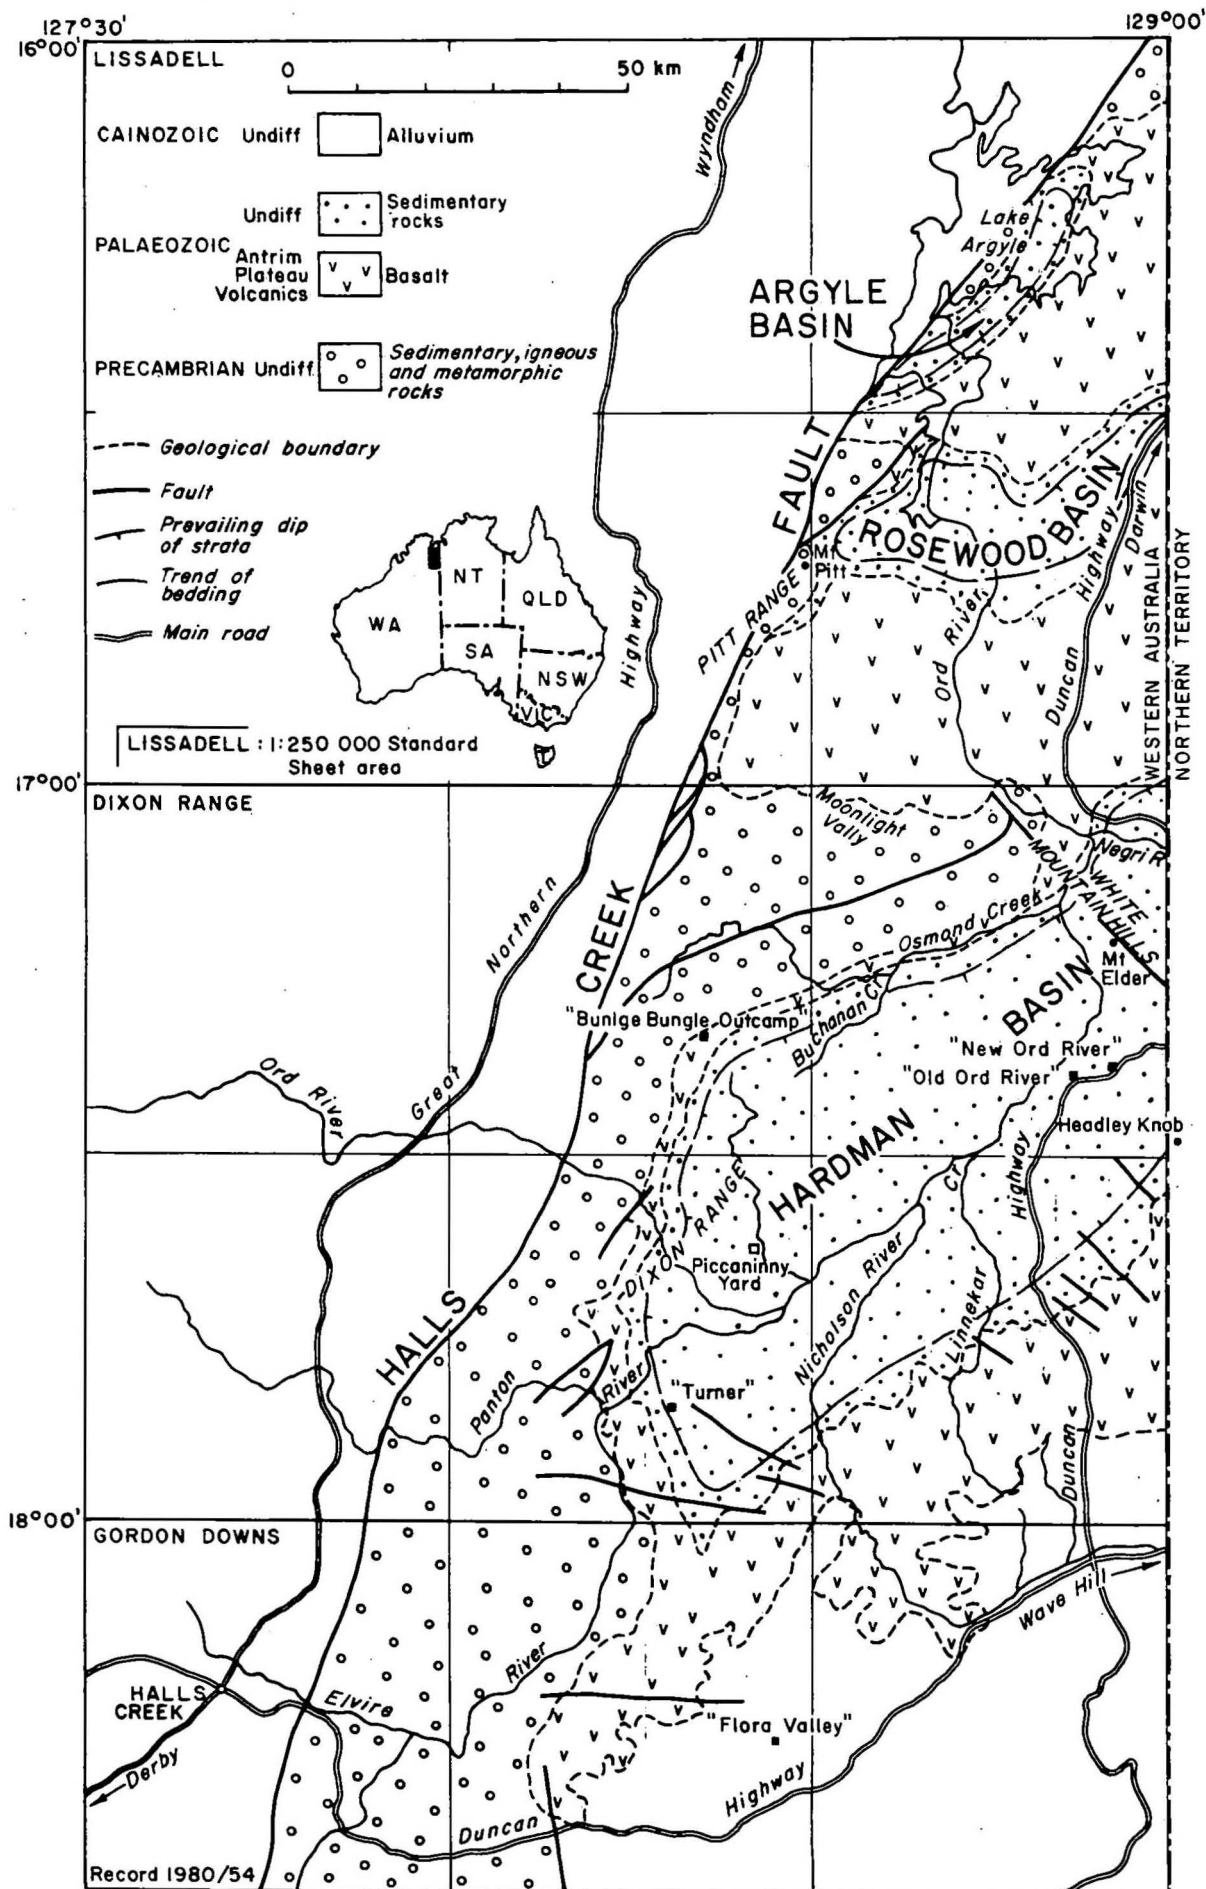 127°30'
129°00'
16°00'
LISSADELL
0 50 km
CAINOZOIC Undiff Alluvium
Undiff Sedimentary
rocks
PALAEOZOIC
Antrim
Plateau
Volcanics
Basalt
PRECAMBRIAN Undiff
Sedimentary, igneous
and metamorphic
rocks
Geological boundary
Fault
Prevailing dip
of strata
Trend of
bedding
Main road
WA
NT
QLD
SA
NSW
VIC
T
LISSADELL : 1:250 000 Standard
Sheet area
Wyndham
Lake
Argyle
ARGYLE
BASIN
FAULT
ROSEWOOD BASIN
Mt
Pitt
PITT RANGE
Highway
Ord River
Duncan Highway
Darwin
WESTERN AUSTRALIA
NORTHERN TERRITORY
17°00'
DIXON RANGE
Moonlight
Vally
Negri R
MOUNTAIN
WHITE
HILLS
Northern
CREEK
Osmond Creek
Mt
Elder
BASIN
"Bunlge Bungle Outcamp"
Buchanan Cr
"New Ord River"
"Old Ord River"
Ord River
Great
Headley Knob
HARDMAN
Cr
Highway
DIXON RANGE
Piccaninny
Yard
Nicholson River
Linnekar
HALLS
Panton
River
"Turner"
Duncan
18°00'
GORDON DOWNS
Wave Hill
River
HALLS
CREEK
Elvire
"Flora Valley"
Derby
Highway
Duncan
Record 1980/54